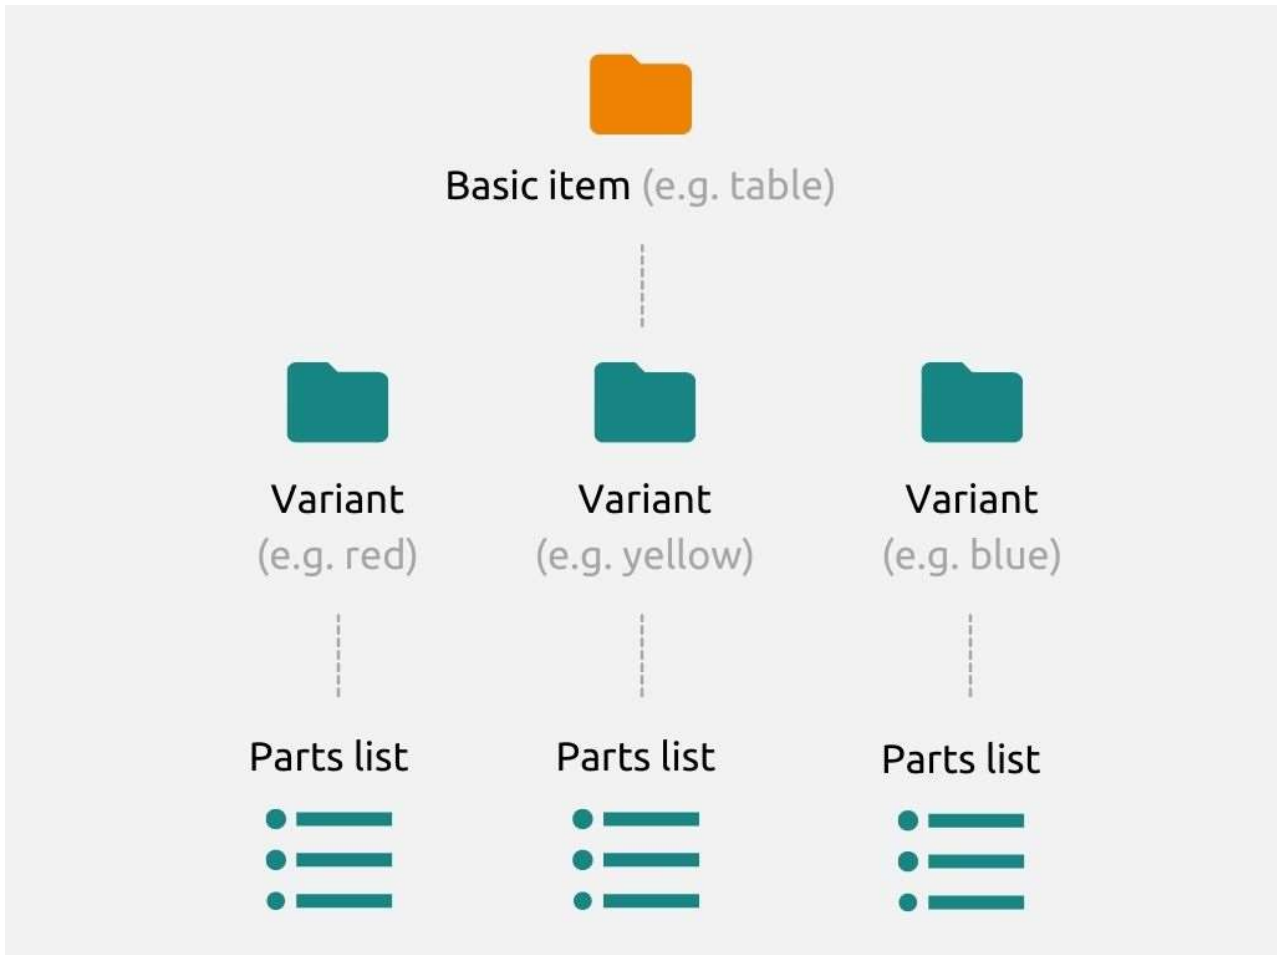 Basic item (e.g. table)
Variant
(e.g. red)
Variant
(e.g. yellow)
Variant
(e.g. blue)
Parts list
Parts list
Parts list